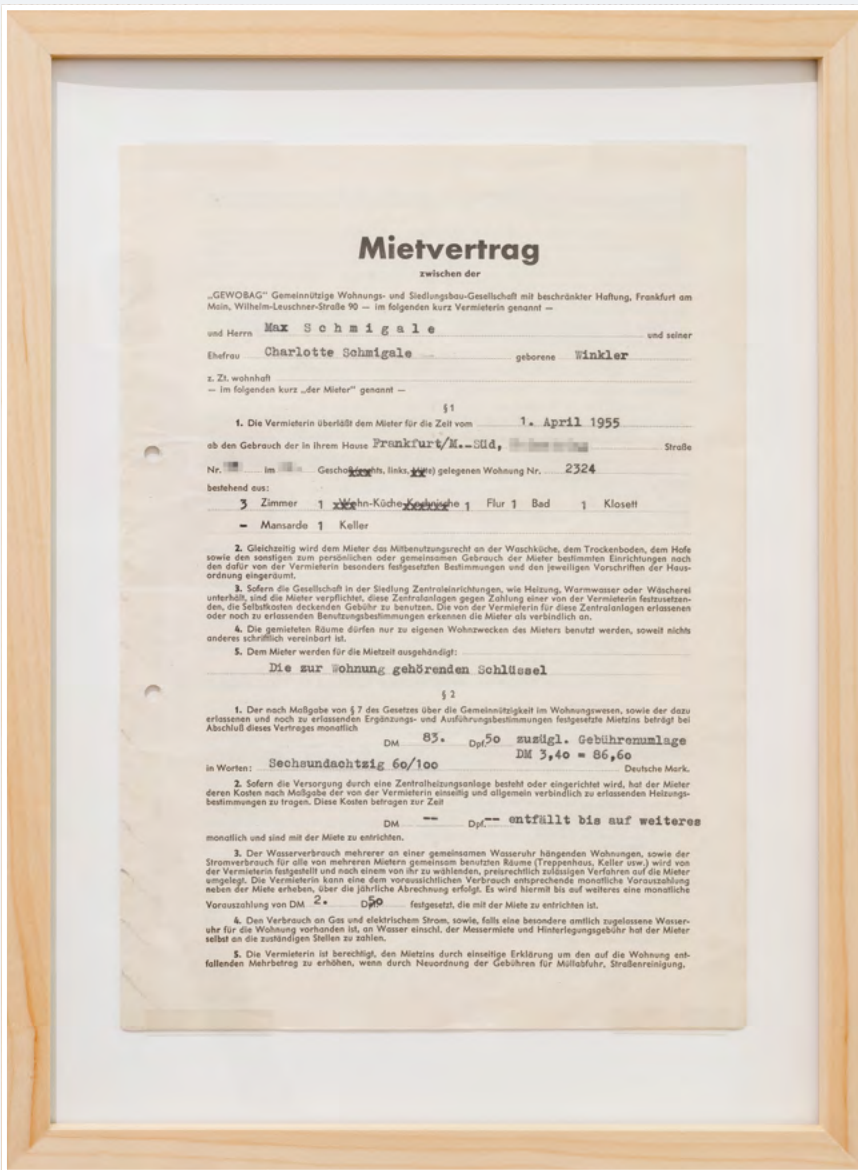 Mietvertrag
zwischen der
„GEWOBAG" Gemeinnützige Wohnungs- und Siedlungsbau-Gesellschaft mit beschränkter Haftung, Frankfurt am
Main, Wilhelm-Leuschner-Straße 90 — im folgenden kurz Vermieterin genannt —
und Herrn Max Schmigale und seiner
Ehefrau Charlotte Schmigale geborene Winkler
z. Zt. wohnhaft
— im folgenden kurz „der Mieter" genannt —
§ 1
1. Die Vermieterin überläßt dem Mieter für die Zeit vom 1. April 1955
ab den Gebrauch der in ihrem Hause Frankfurt/M.-Süd, Straße
Nr. im Geschoß links, gelegenen Wohnung Nr. 2324
bestehend aus:
3 Zimmer 1 Küche 1 Flur 1 Bad 1 Klosett
- Mansarde 1 Keller
2. Gleichzeitig wird dem Mieter das Mitbenutzungsrecht an der Waschküche, dem Trockenboden, dem Hofe
sowie den sonstigen zum persönlichen oder gemeinsamen Gebrauch der Mieter bestimmten Einrichtungen nach
den dafür von der Vermieterin besonders festgesetzten Bestimmungen und den jeweiligen Vorschriften der Haus-
ordnung eingeräumt.
3. Sofern die Gesellschaft in der Siedlung Zentraleinrichtungen, wie Heizung, Warmwasser oder Wäscherei
unterhält, sind die Mieter verpflichtet, diese Zentralanlagen gegen Zahlung einer von der Vermieterin festzusetzen-
den, die Selbstkosten deckenden Gebühr zu benutzen. Die von der Vermieterin für diese Zentralanlagen erlassenen
oder noch zu erlassenden Benutzungsbestimmungen erkennen die Mieter als verbindlich an.
4. Die gemieteten Räume dürfen nur zu eigenen Wohnzwecken des Mieters benutzt werden, soweit nichts
anderes schriftlich vereinbart ist.
5. Dem Mieter werden für die Mietzeit ausgehändigt:
Die zur Wohnung gehörenden Schlüssel
§ 2
1. Der nach Maßgabe von § 7 des Gesetzes über die Gemeinnützigkeit im Wohnungswesen, sowie der dazu
erlassenen und noch zu erlassenden Ergänzungs- und Ausführungsbestimmungen festgesetzte Mietzins beträgt bei
Abschluß dieses Vertrages monatlich
DM 83. Dpf. 50 zuzügl. Gebührenumlage
DM 3,40 = 86,60
in Worten: Sechsundachtzig 60/100 Deutsche Mark.
2. Sofern die Versorgung durch eine Zentralheizungsanlage besteht oder eingerichtet wird, hat der Mieter
deren Kosten nach Maßgabe der von der Vermieterin einseitig und allgemein verbindlich zu erlassenden Heizungs-
bestimmungen zu tragen. Diese Kosten betragen zur Zeit
DM -- Dpf. -- entfällt bis auf weiteres
monatlich und sind mit der Miete zu entrichten.
3. Der Wasserverbrauch mehrerer an einer gemeinsamen Wasseruhr hängenden Wohnungen, sowie der
Stromverbrauch für alle von mehreren Mietern gemeinsam benutzten Räume (Treppenhaus, Keller usw.) wird von
der Vermieterin festgestellt und nach einem von ihr zu wählenden, preisrechtlich zulässigen Verfahren auf die Mieter
umgelegt. Die Vermieterin kann eine dem voraussichtlichen Verbrauch entsprechende monatliche Vorauszahlung
neben der Miete erheben, über die jährliche Abrechnung erfolgt. Es wird hiermit bis auf weiteres eine monatliche
Vorauszahlung von DM 2. Dpf. 50 festgesetzt, die mit der Miete zu entrichten ist.
4. Den Verbrauch an Gas und elektrischem Strom, sowie, falls eine besondere amtlich zugelassene Wasser-
uhr für die Wohnung vorhanden ist, an Wasser einschl. der Messermiete und Hinterlegungsgebühr hat der Mieter
selbst an die zuständigen Stellen zu zahlen.
5. Die Vermieterin ist berechtigt, den Mietzins durch einseitige Erklärung um den auf die Wohnung ent-
fallenden Mehrbetrag zu erhöhen, wenn durch Neuordnung der Gebühren für Müllabfuhr, Straßenreinigung,